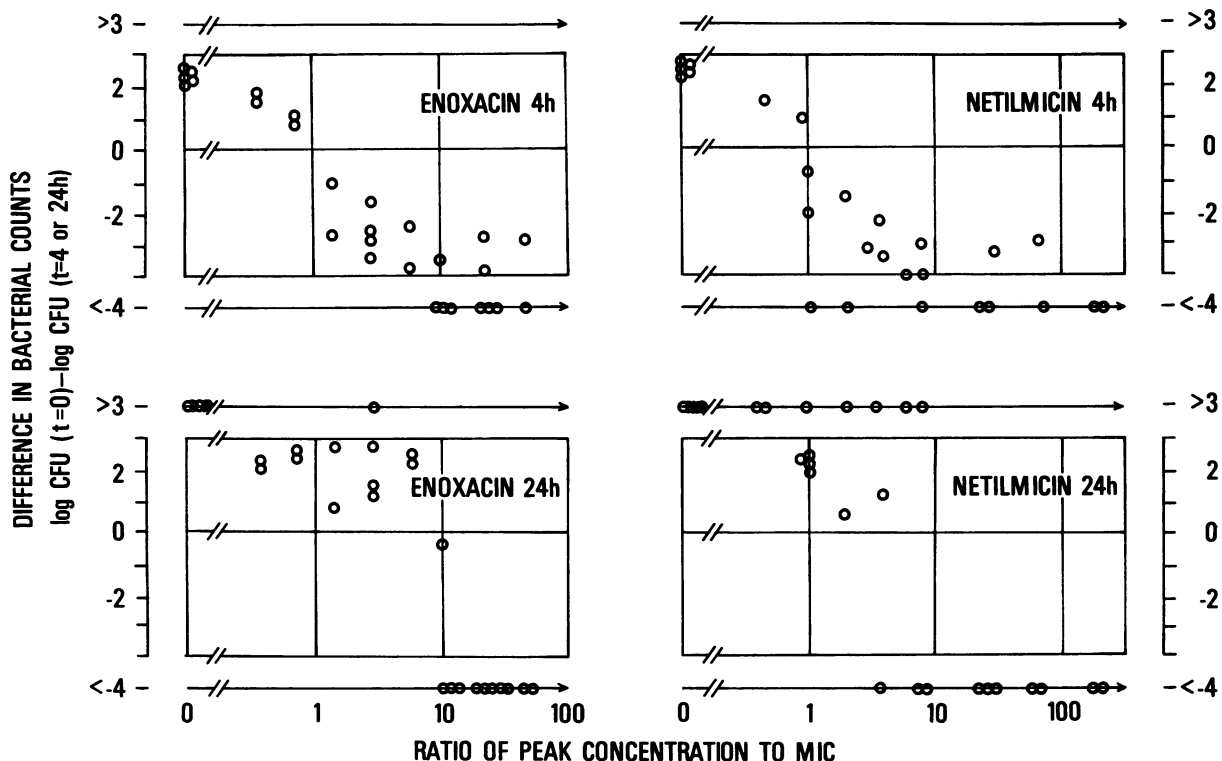 >3 >3
2 2
ENOXACIN 4h NETILMICIN 4h
0 0
-2 -2
<-4 <-4
>3 >3
2 2
ENOXACIN 24h NETILMICIN 24h
0 0
-2 -2
<-4 <-4
0 1 10 100 0 1 10 100
RATIO OF PEAK CONCENTRATION TO MIC
DIFFERENCE IN BACTERIAL COUNTS
log CFU (t=0)–log CFU (t=4 or 24h)